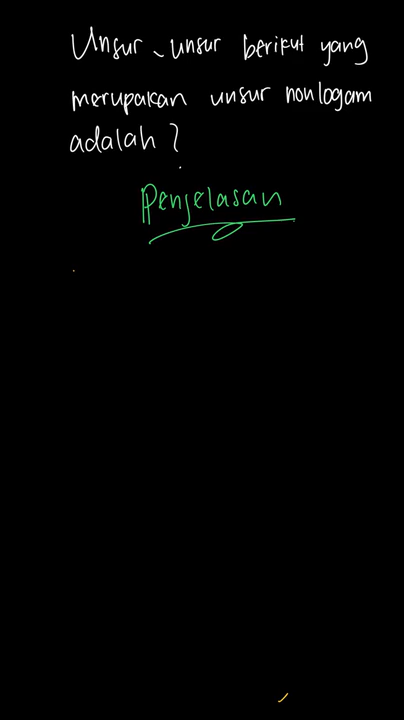 Unsur-unsur berikut yang
merupakan unsur nonlogam
adalah?
Penjelasan